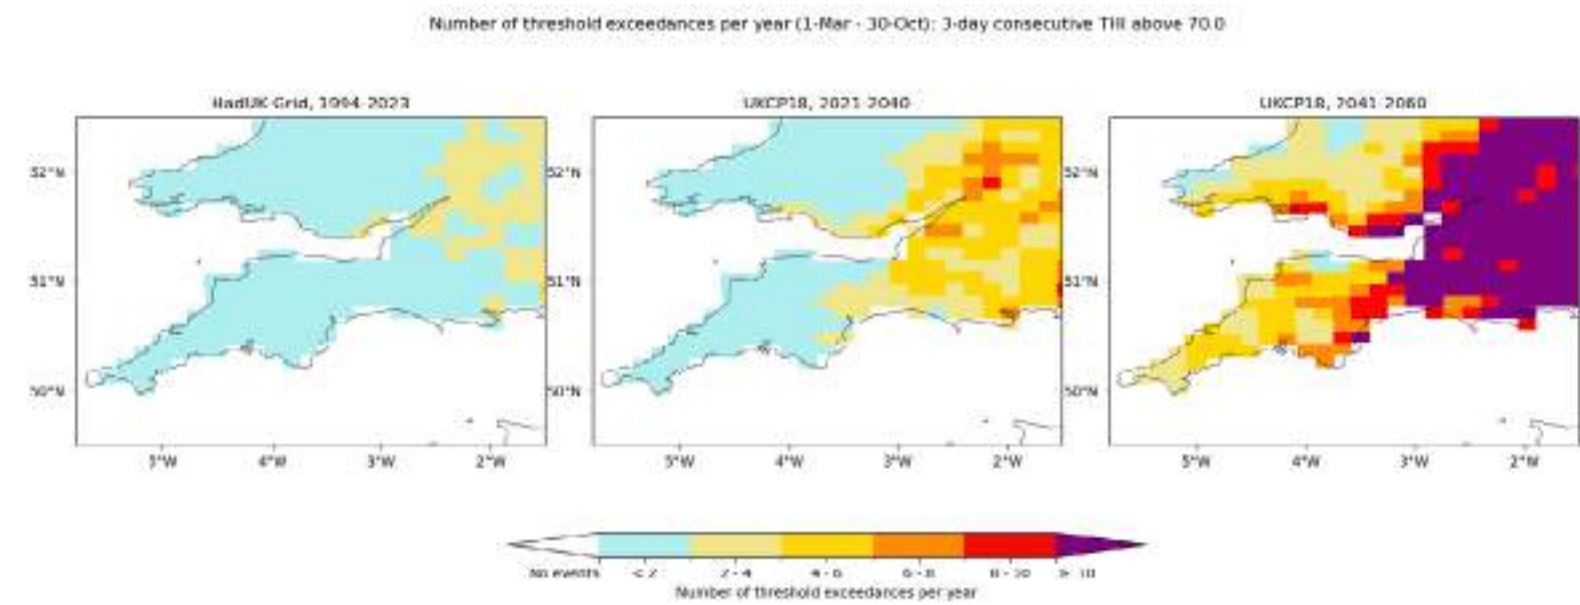 Number of threshold exceedances per year (1-Mar - 30-Oct): 3-day consecutive THI above 70.0
HadUK-Grid, 1994-2023
UKCP18, 2021-2040
UKCP18, 2041-2060
52°N
51°N
50°N
5°W 4°W 3°W 2°W
52°N
51°N
50°N
5°W 4°W 3°W 2°W
52°N
51°N
50°N
5°W 4°W 3°W 2°W
No events < 2 2 - 4 4 - 6 6 - 8 8 - 10 > 10
Number of threshold exceedances per year